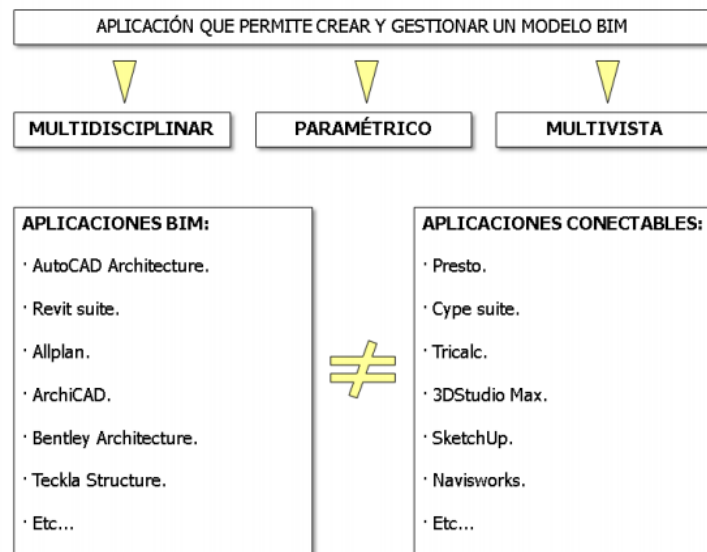 APLICACIÓN QUE PERMITE CREAR Y GESTIONAR UN MODELO BIM
MULTIDISCIPLINAR
PARAMÉTRICO
MULTIVISTA
APLICACIONES BIM:
· AutoCAD Architecture.
· Revit suite.
· Allplan.
· ArchiCAD.
· Bentley Architecture.
· Teckla Structure.
· Etc...
≠
APLICACIONES CONECTABLES:
· Presto.
· Cype suite.
· Tricalc.
· 3DStudio Max.
· SketchUp.
· Navisworks.
· Etc...